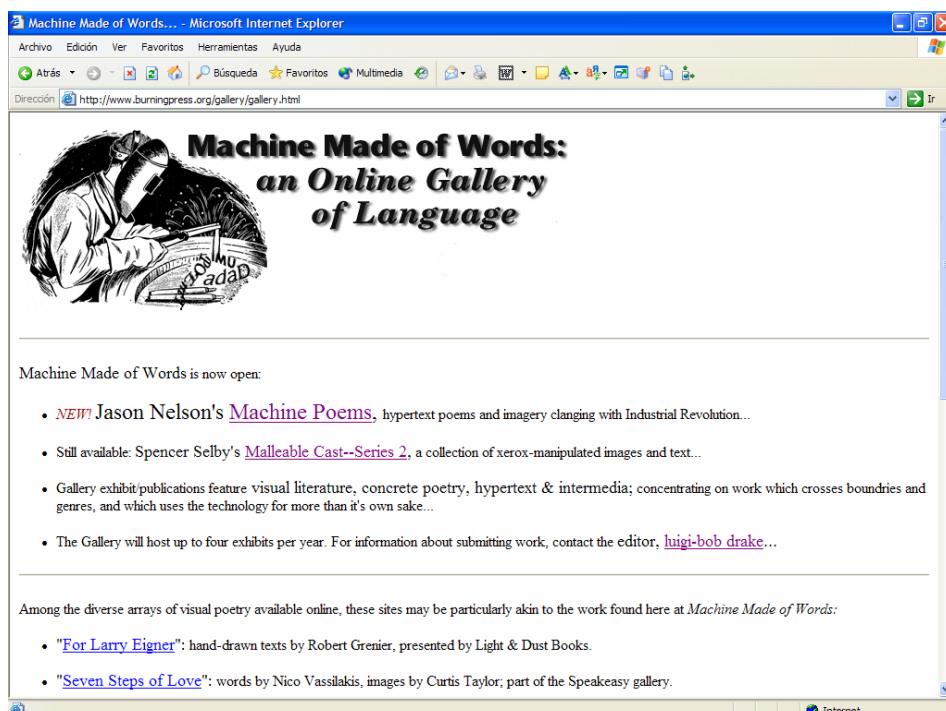 Machine Made of Words... - Microsoft Internet Explorer
Archivo Edición Ver Favoritos Herramientas Ayuda
Atrás Búsqueda Favoritos Multimedia
Dirección http://www.burningpress.org/gallery/gallery.html Ir
Machine Made of Words:
an Online Gallery
of Language
adaD
Machine Made of Words is now open:
NEW! Jason Nelson's Machine Poems, hypertext poems and imagery clanging with Industrial Revolution...
Still available: Spencer Selby's Malleable Cast--Series 2, a collection of xerox-manipulated images and text...
Gallery exhibit/publications feature visual literature, concrete poetry, hypertext & intermedia; concentrating on work which crosses boundries and
genres, and which uses the technology for more than it's own sake...
The Gallery will host up to four exhibits per year. For information about submitting work, contact the editor, luigi-bob drake...
Among the diverse arrays of visual poetry available online, these sites may be particularly akin to the work found here at Machine Made of Words:
"For Larry Eigner": hand-drawn texts by Robert Grenier, presented by Light & Dust Books.
"Seven Steps of Love": words by Nico Vassilakis, images by Curtis Taylor; part of the Speakeasy gallery.
Internet